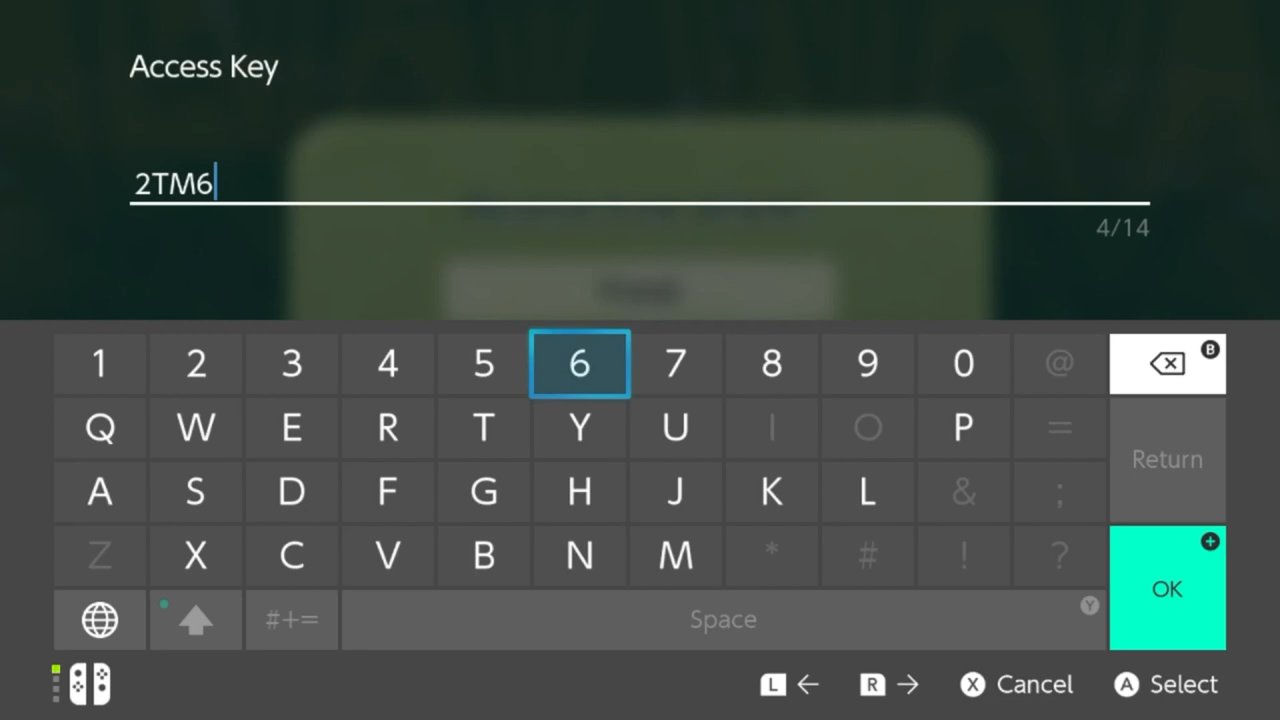 Access Key
2TM6
4/14
1 2 3 4 5 6 7 8 9 0 @ B
Q W E R T Y U I O P =
Return
A S D F G H J K L & ;
Z X C V B N M * # ! ?
+
OK
#+= Space Y
L ← R → X Cancel A Select